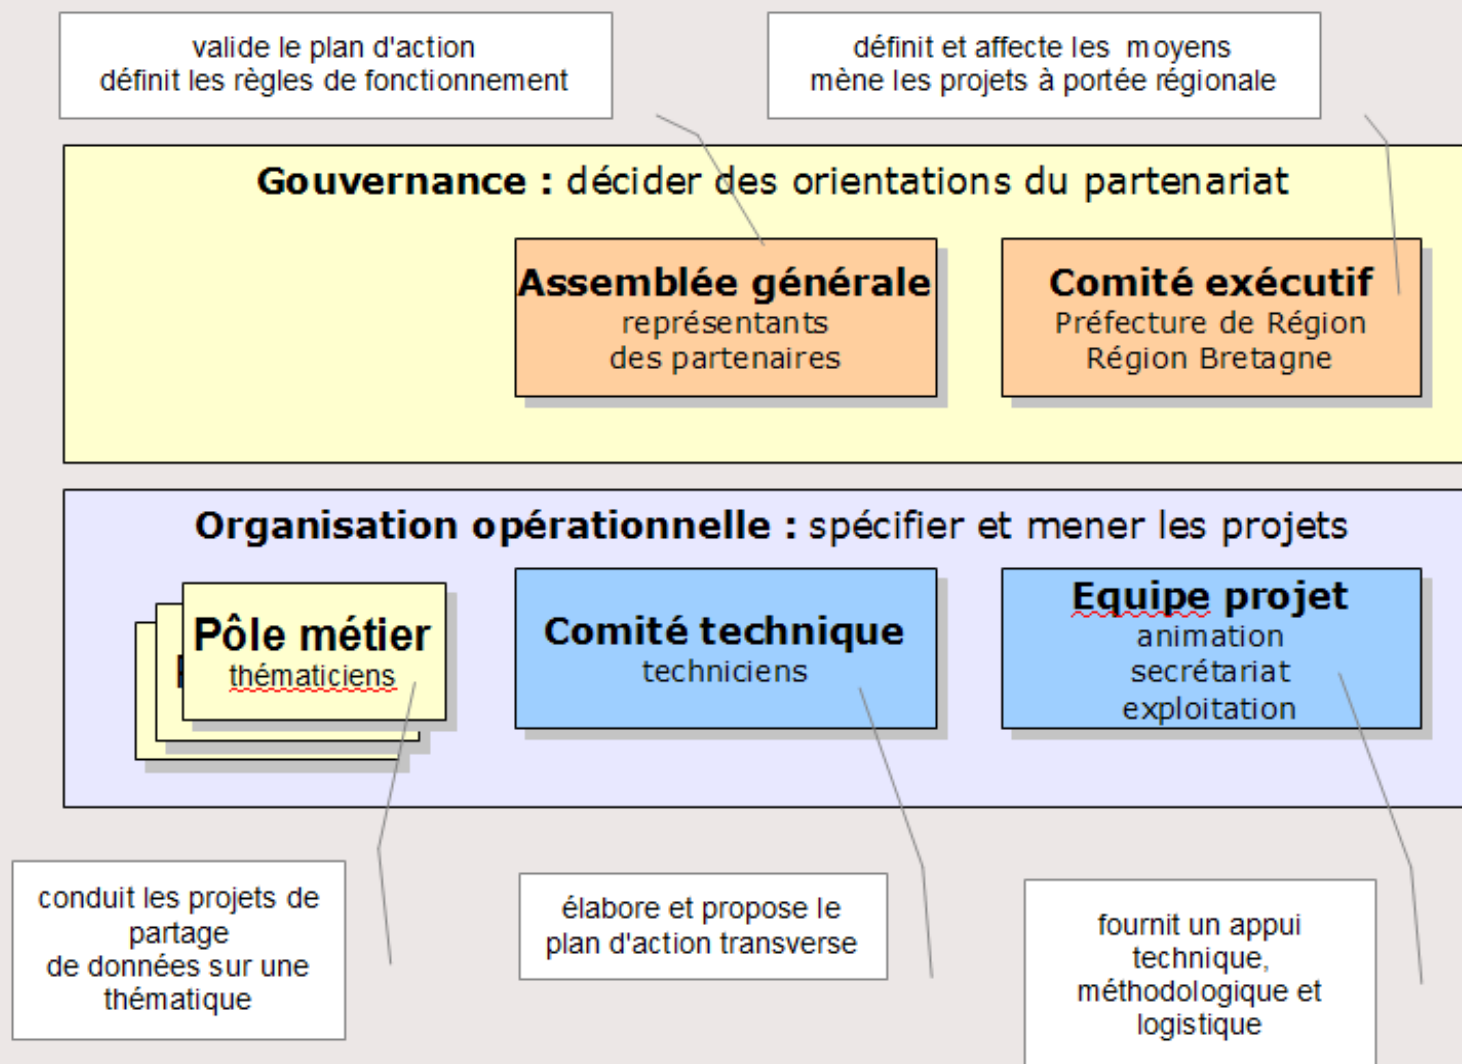 valide le plan d'action
définit les règles de fonctionnement
définit et affecte les moyens
mène les projets à portée régionale
Gouvernance : décider des orientations du partenariat
Assemblée générale
représentants
des partenaires
Comité exécutif
Préfecture de Région
Région Bretagne
Organisation opérationnelle : spécifier et mener les projets
Pôle métier
thématiciens
Comité technique
techniciens
Equipe projet
animation
secrétariat
exploitation
conduit les projets de
partage
de données sur une
thématique
élabore et propose le
plan d'action transverse
fournit un appui
technique,
méthodologique et
logistique